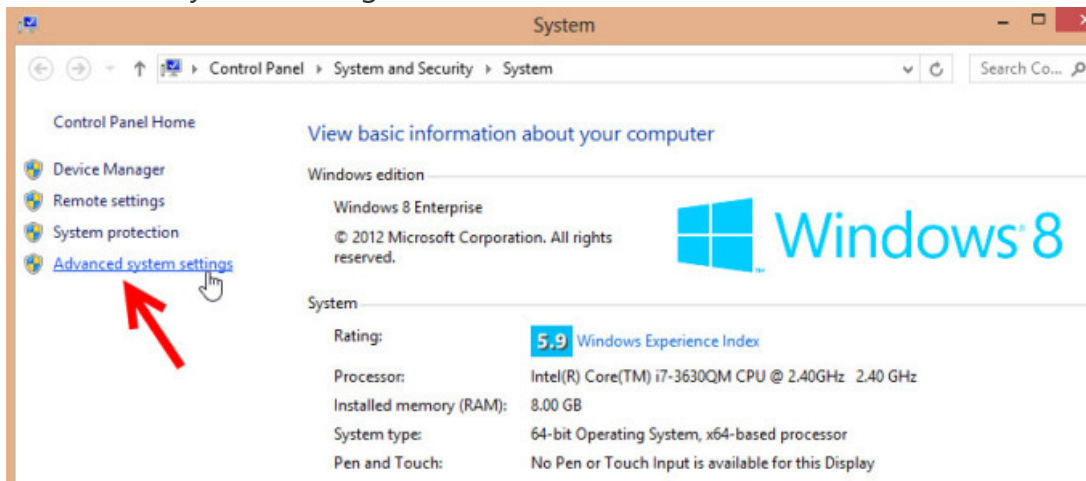 System
Control Panel ▸ System and Security ▸ System
Search Co...
Control Panel Home
Device Manager
Remote settings
System protection
Advanced system settings
View basic information about your computer
Windows edition
Windows 8 Enterprise
© 2012 Microsoft Corporation. All rights
reserved.
Windows 8
System
Rating:
5.9 Windows Experience Index
Processor:
Intel(R) Core(TM) i7-3630QM CPU @ 2.40GHz 2.40 GHz
Installed memory (RAM):
8.00 GB
System type:
64-bit Operating System, x64-based processor
Pen and Touch:
No Pen or Touch Input is available for this Display